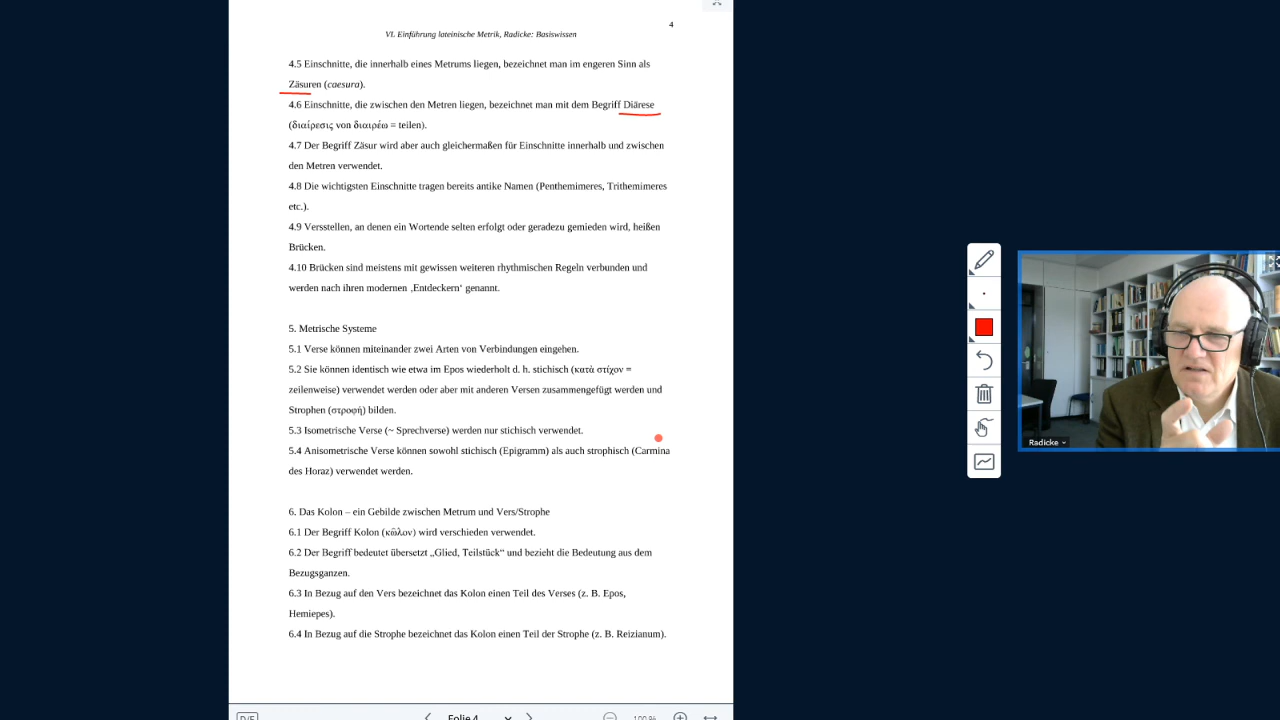 4
VL Einführung lateinische Metrik, Radicke: Basiswissen
4.5 Einschnitte, die innerhalb eines Metrums liegen, bezeichnet man im engeren Sinn als
Zäsuren (caesura).
4.6 Einschnitte, die zwischen den Metren liegen, bezeichnet man mit dem Begriff Diärese
(διαίρεσις von διαιρέω = teilen).
4.7 Der Begriff Zäsur wird aber auch gleichermaßen für Einschnitte innerhalb und zwischen
den Metren verwendet.
4.8 Die wichtigsten Einschnitte tragen bereits antike Namen (Penthemimeres, Trithemimeres
etc.).
4.9 Versstellen, an denen ein Wortende selten erfolgt oder geradezu gemieden wird, heißen
Brücken.
4.10 Brücken sind meistens mit gewissen weiteren rhythmischen Regeln verbunden und
werden nach ihren modernen ‚Entdeckern‘ genannt.
5. Metrische Systeme
5.1 Verse können miteinander zwei Arten von Verbindungen eingehen.
5.2 Sie können identisch wie etwa im Epos wiederholt d. h. stichisch (κατὰ στίχον =
zeilenweise) verwendet werden oder aber mit anderen Versen zusammengefügt werden und
Strophen (στροφή) bilden.
5.3 Isometrische Verse (~ Sprechverse) werden nur stichisch verwendet.
5.4 Anisometrische Verse können sowohl stichisch (Epigramm) als auch strophisch (Carmina
des Horaz) verwendet werden.
6. Das Kolon – ein Gebilde zwischen Metrum und Vers/Strophe
6.1 Der Begriff Kolon (κῶλον) wird verschieden verwendet.
6.2 Der Begriff bedeutet übersetzt „Glied, Teilstück“ und bezieht die Bedeutung aus dem
Bezugsganzen.
6.3 In Bezug auf den Vers bezeichnet das Kolon einen Teil des Verses (z. B. Epos,
Hemiepes).
6.4 In Bezug auf die Strophe bezeichnet das Kolon einen Teil der Strophe (z. B. Reizianum).
Folie 4
100 %
Radicke